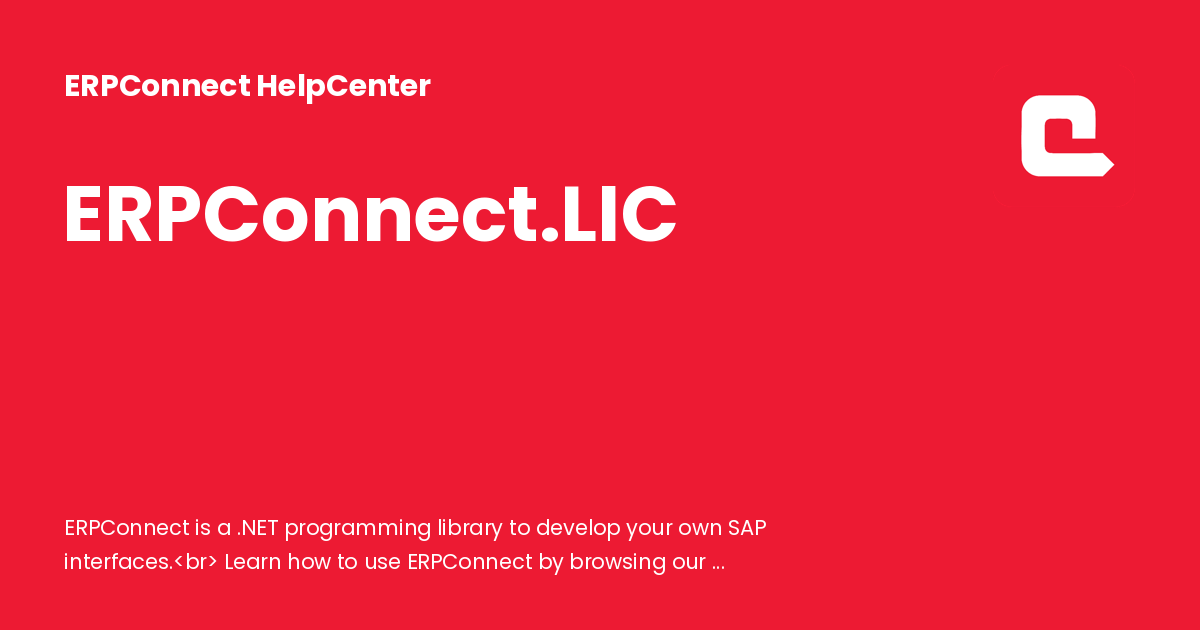 ERPConnect HelpCenter
ERPConnect.LIC
ERPConnect is a .NET programming library to develop your own SAP
interfaces.<br> Learn how to use ERPConnect by browsing our ...